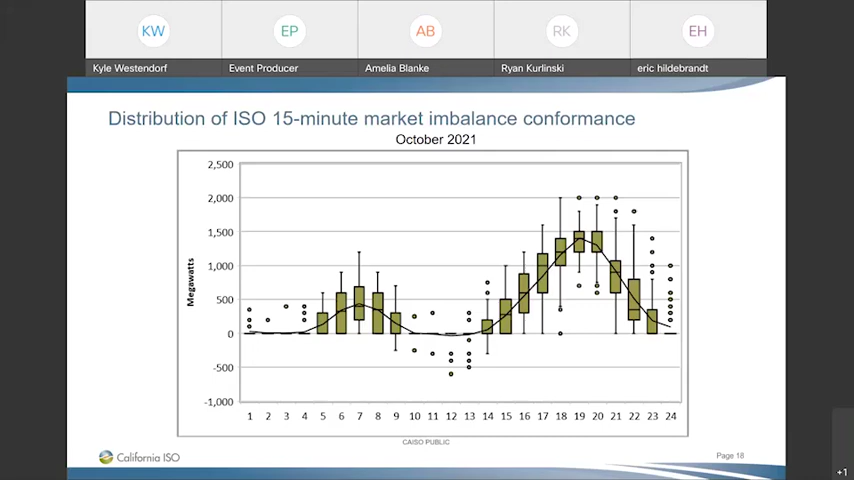 KW EP AB RK EH
Kyle Westendorf Event Producer Amelia Blanke Ryan Kurlinski eric hildebrandt
Distribution of ISO 15-minute market imbalance conformance
October 2021
2,500
2,000
1,500
1,000
500
0
-500
-1,000
Megawatts
1 2 3 4 5 6 7 8 9 10 11 12 13 14 15 16 17 18 19 20 21 22 23 24
CAISO PUBLIC
California ISO
Page 18
+1